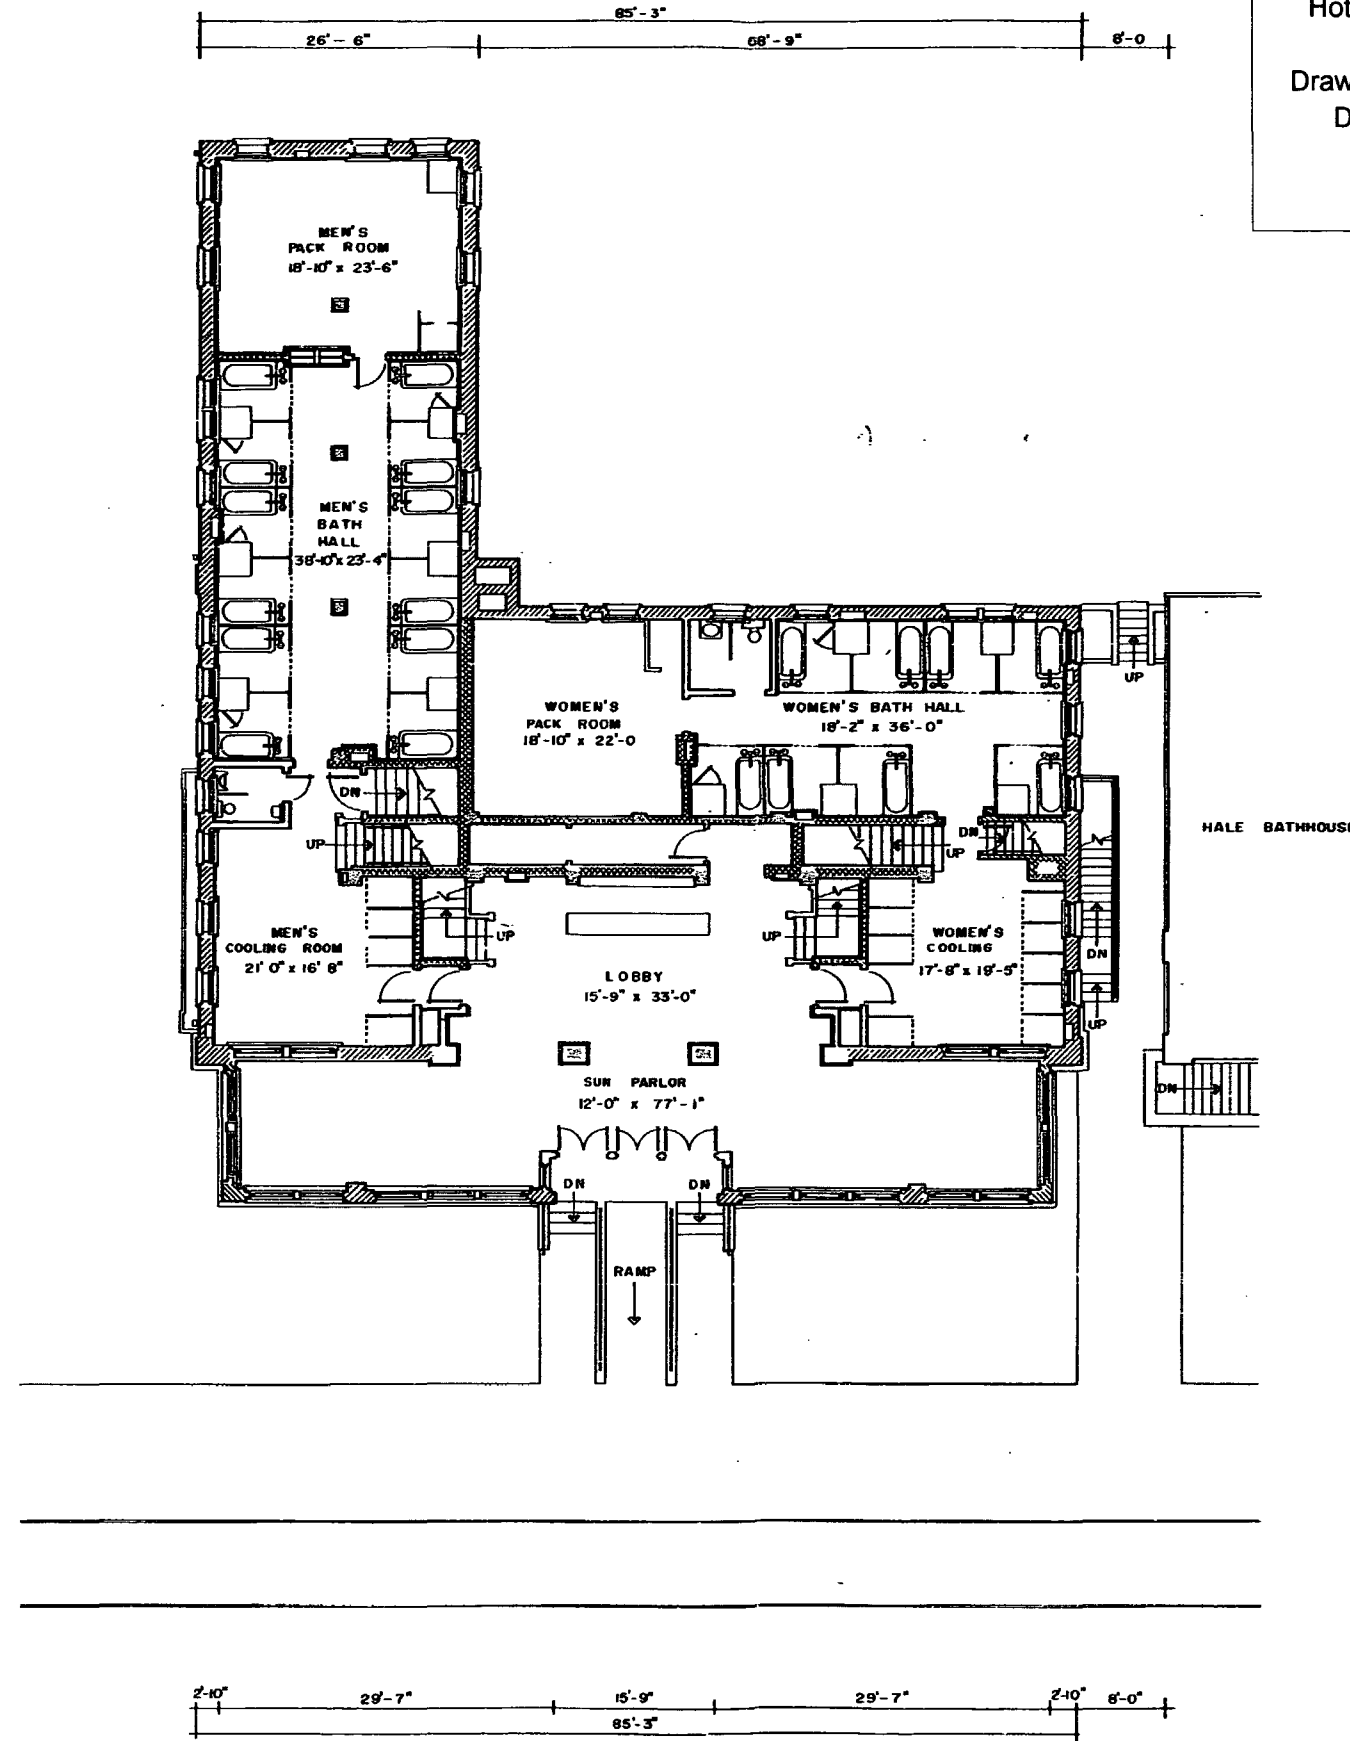 85'-3"
26'-6"
68'-9"
8'-0
Hot
Draw
D
MEN'S
PACK ROOM
18'-10" x 23'-6"
MEN'S
BATH
HALL
38'-10" x 23'-4"
UP
WOMEN'S
PACK ROOM
18'-10" x 22'-0
WOMEN'S BATH HALL
18'-2" x 36'-0"
DN
UP
DN
UP
HALE BATHHOUSE
MEN'S
COOLING ROOM
21' 0" x 16' 8"
UP
UP
WOMEN'S
COOLING
17'-8" x 19'-5"
DN
UP
LOBBY
15'-9" x 33'-0"
SUN PARLOR
12'-0" x 77'-1"
DN
DN
DN
RAMP
2'-10"
29'-7"
15'-9"
29'-7"
2'-10"
8'-0"
85'-3"